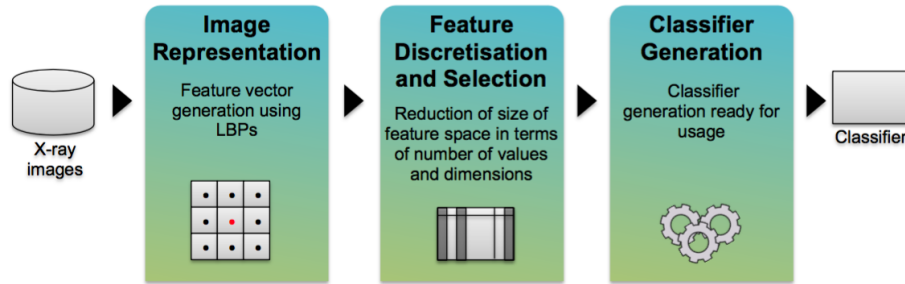 X-ray
images
Image
Representation
Feature vector
generation using
LBPs
Feature
Discretisation
and Selection
Reduction of size of
feature space in terms
of number of values
and dimensions
Classifier
Generation
Classifier
generation ready for
usage
Classifier